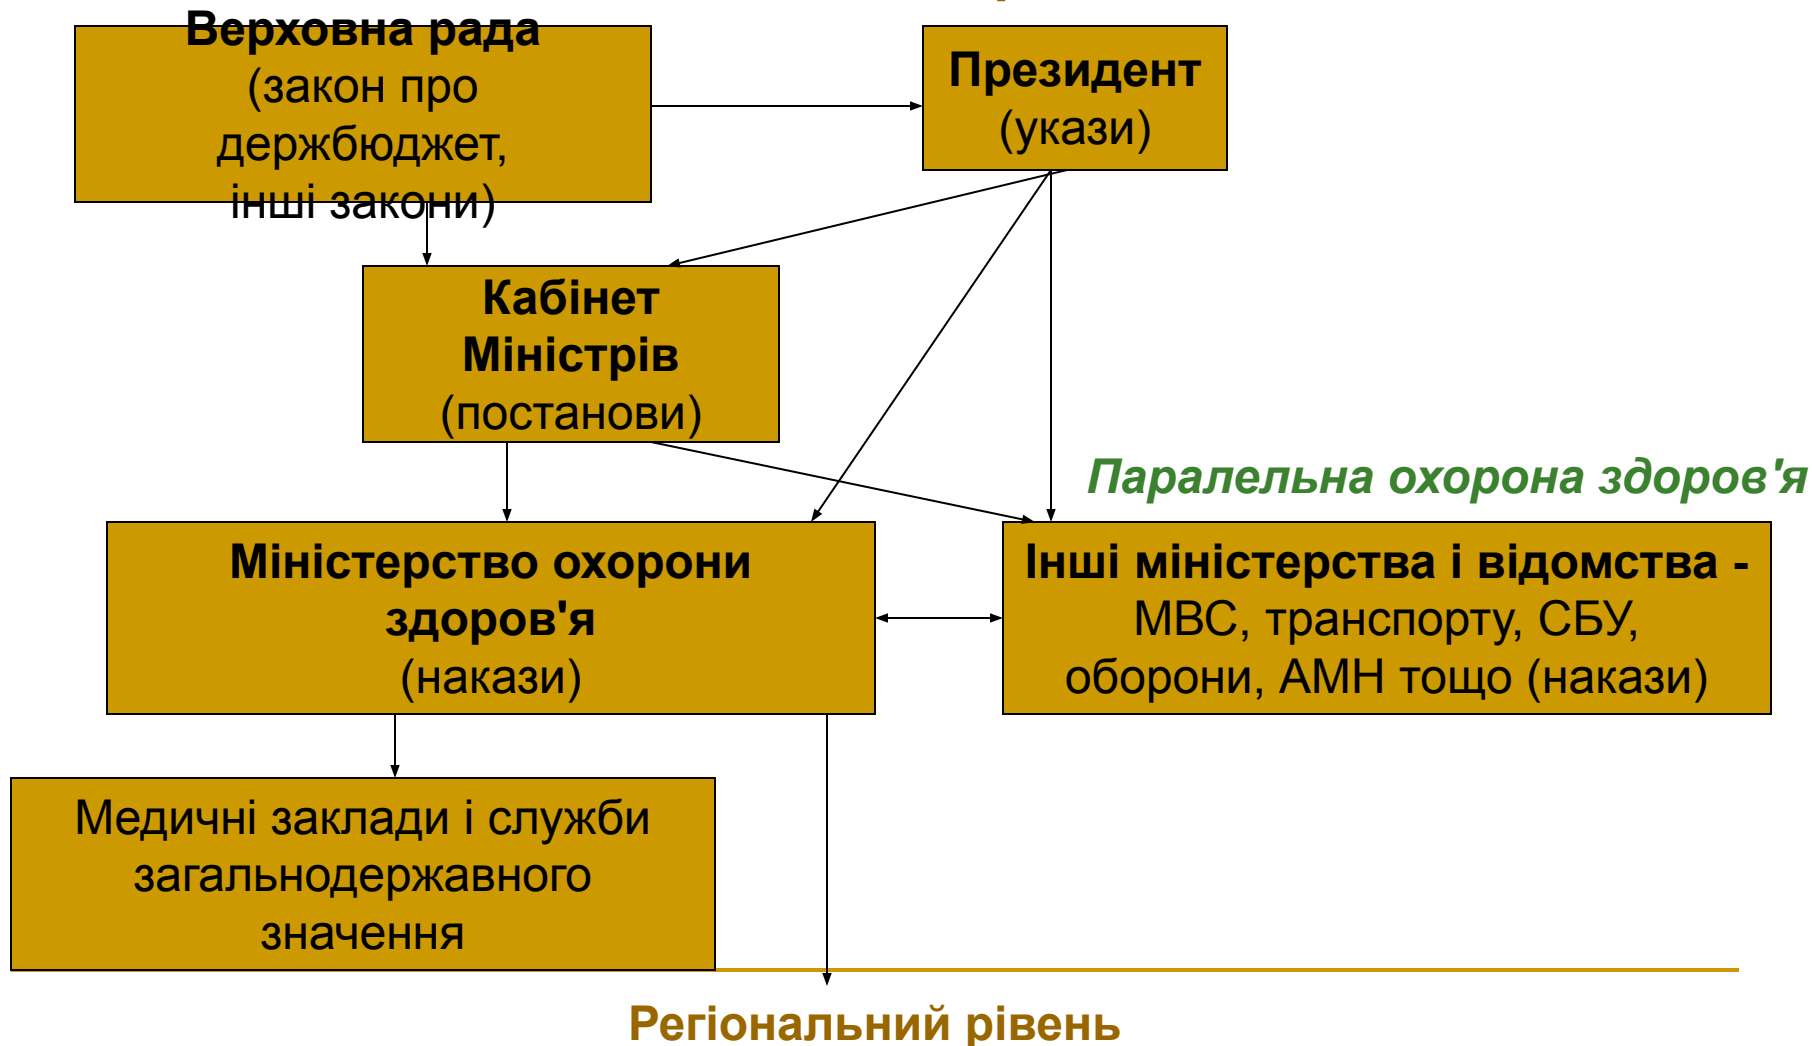 Верховна рада
(закон про
держбюджет,
інші закони)
Президент
(укази)
Кабінет
Міністрів
(постанови)
Паралельна охорона здоров'я
Міністерство охорони
здоров'я
(накази)
Інші міністерства і відомства -
МВС, транспорту, СБУ,
оборони, АМН тощо (накази)
Медичні заклади і служби
загальнодержавного
значення
Регіональний рівень